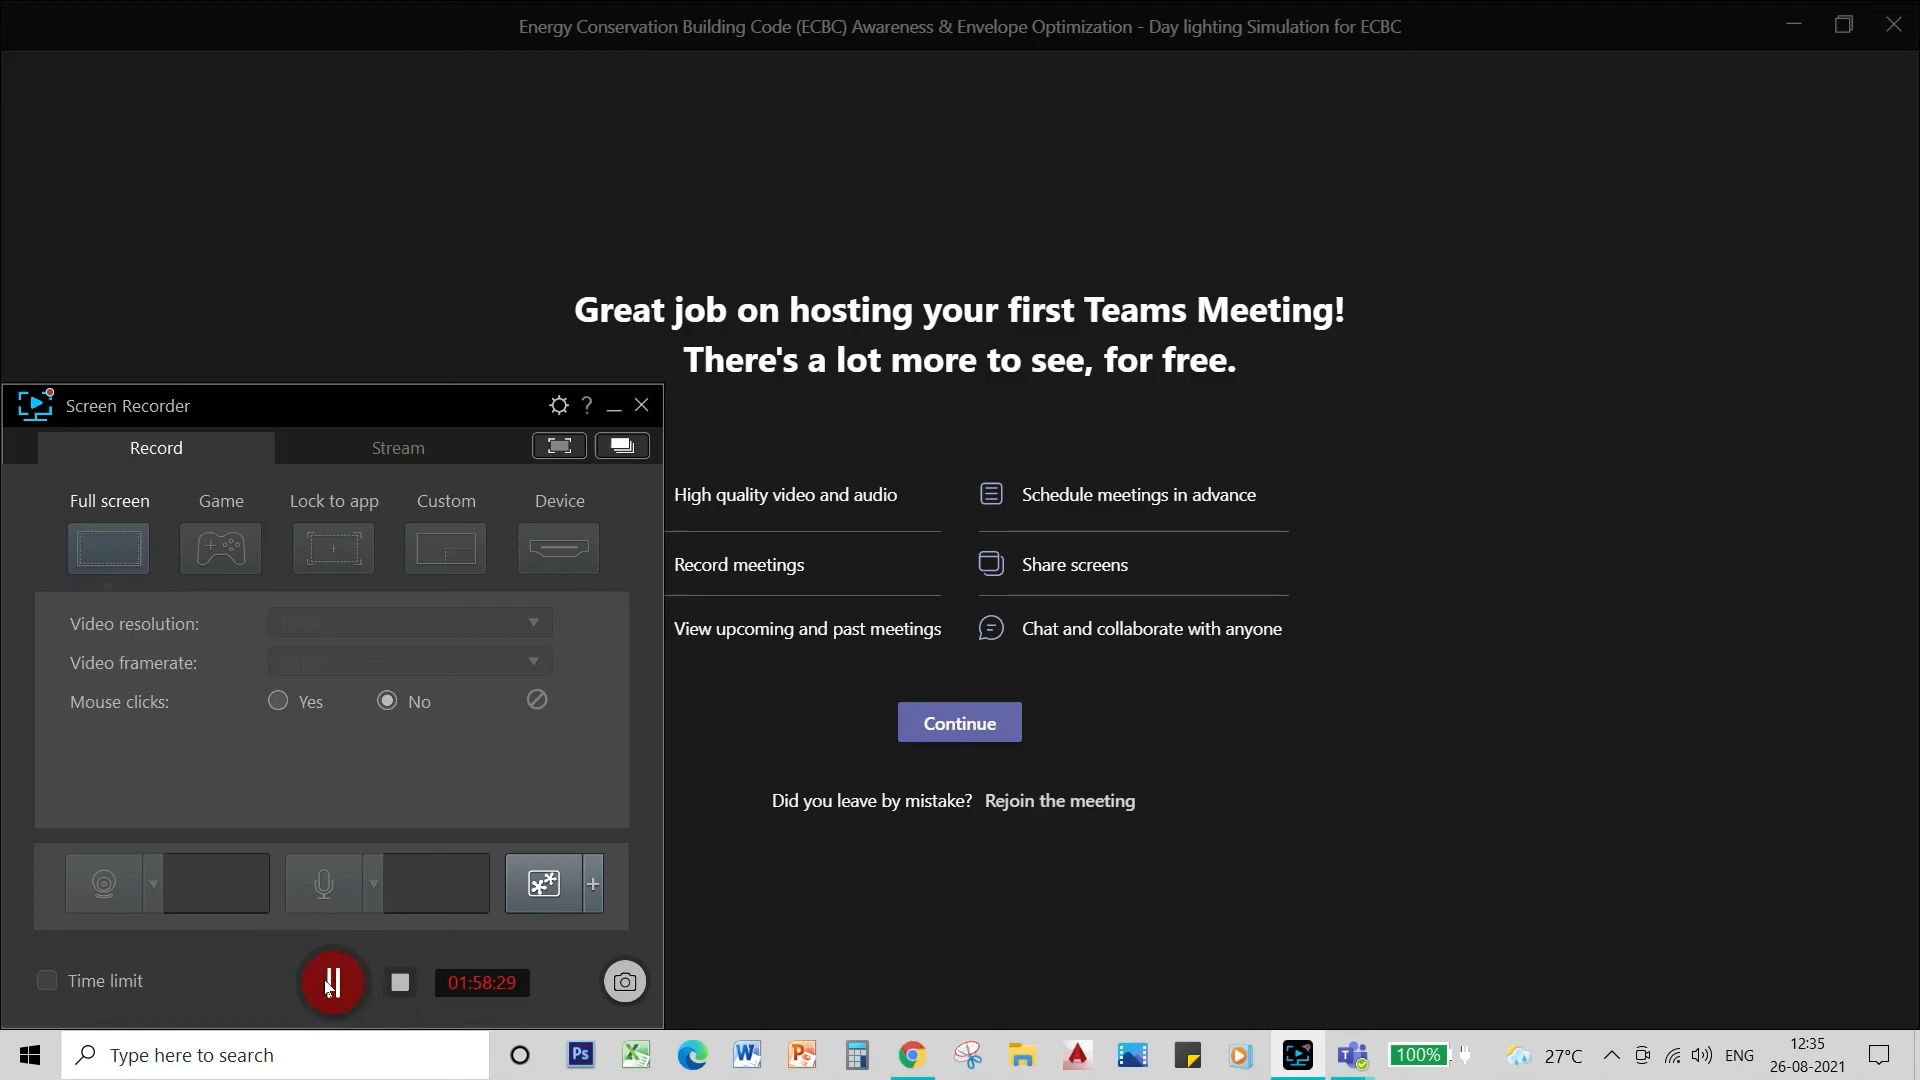 Energy Conservation Building Code (ECBC) Awareness & Envelope Optimization - Day lighting Simulation for ECBC
Great job on hosting your first Teams Meeting!
There's a lot more to see, for free.
Screen Recorder
?
Record
Stream
Full screen
Game
Lock to app
Custom
Device
Video resolution:
Video framerate:
Mouse clicks:
Yes
No
Time limit
01:58:29
High quality video and audio
Schedule meetings in advance
Record meetings
Share screens
View upcoming and past meetings
Chat and collaborate with anyone
Continue
Did you leave by mistake? Rejoin the meeting
Type here to search
Ps
100%
27°C
ENG
12:35
26-08-2021